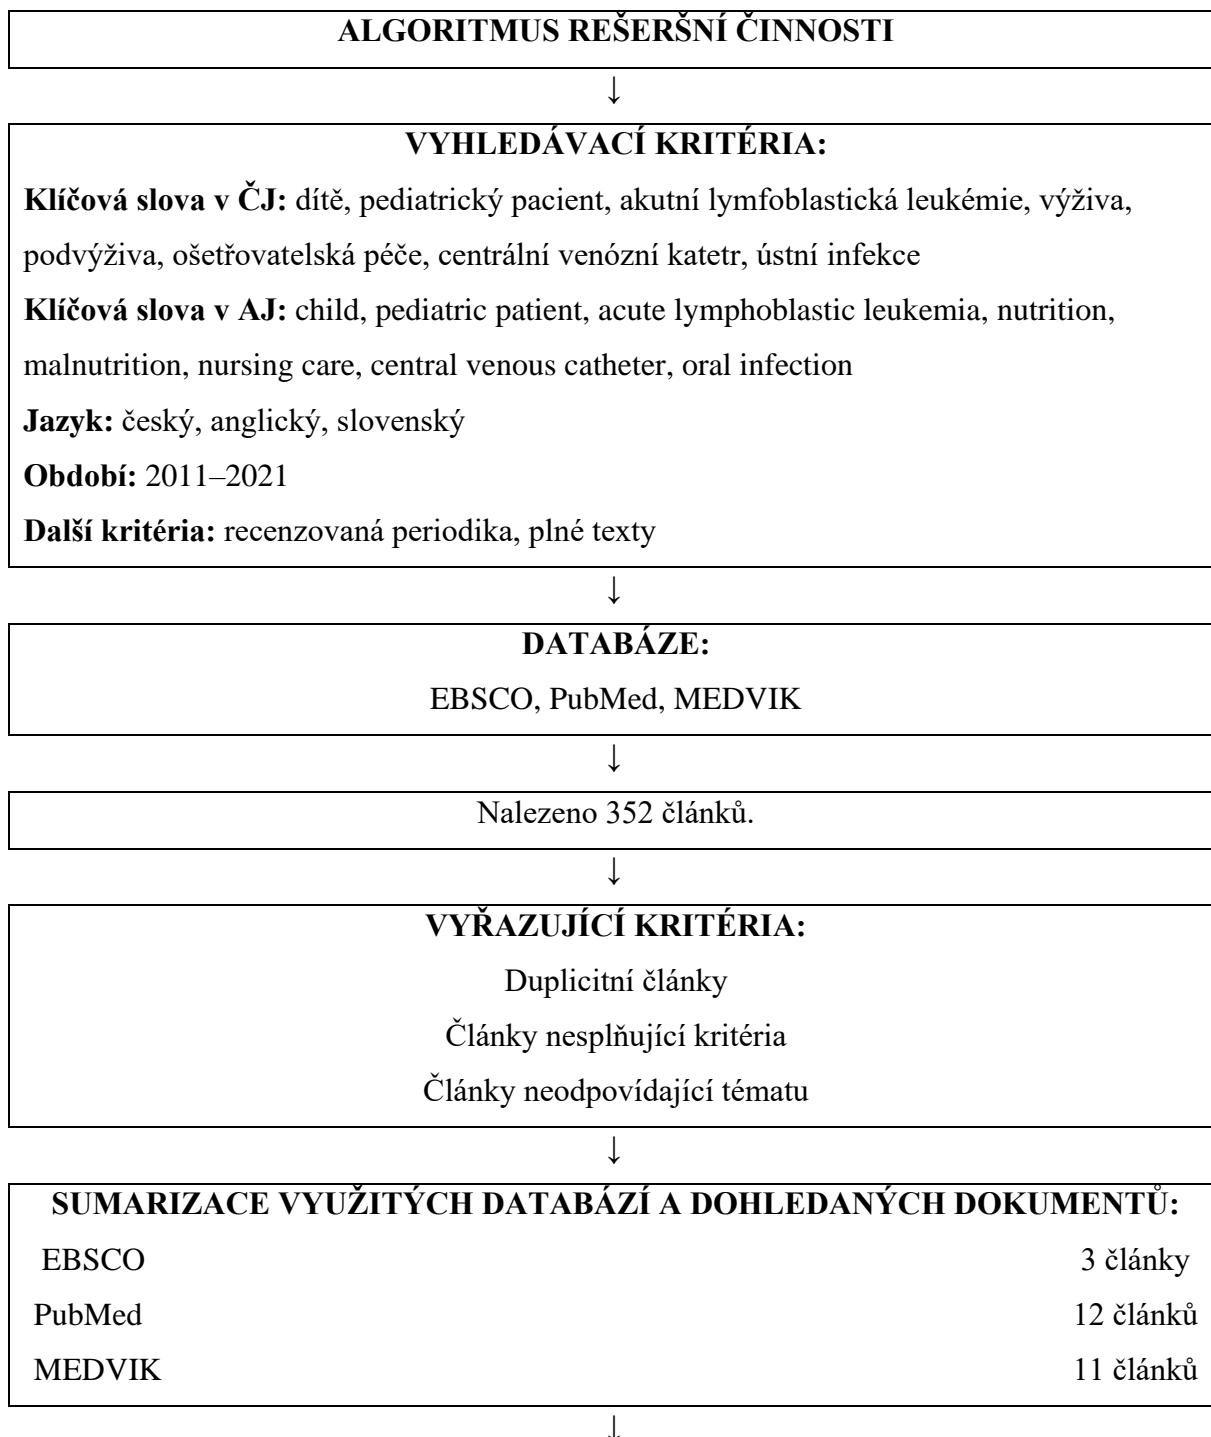 ALGORITMUS REŠERŠNÍ ČINNOSTI
↓
VYHLEDÁVACÍ KRITÉRIA:
Klíčová slova v ČJ: dítě, pediatrický pacient, akutní lymfoblastická leukémie, výživa,
podvýživa, ošetřovatelská péče, centrální venózní katetr, ústní infekce
Klíčová slova v AJ: child, pediatric patient, acute lymphoblastic leukemia, nutrition,
malnutrition, nursing care, central venous catheter, oral infection
Jazyk: český, anglický, slovenský
Období: 2011–2021
Další kritéria: recenzovaná periodika, plné texty
↓
DATABÁZE:
EBSCO, PubMed, MEDVIK
↓
Nalezeno 352 článků.
↓
VYŘAZUJÍCÍ KRITÉRIA:
Duplicitní články
Články nesplňující kritéria
Články neodpovídající tématu
↓
SUMARIZACE VYUŽITÝCH DATABÁZÍ A DOHLEDANÝCH DOKUMENTŮ:
EBSCO 3 články
PubMed 12 článků
MEDVIK 11 článků
↓